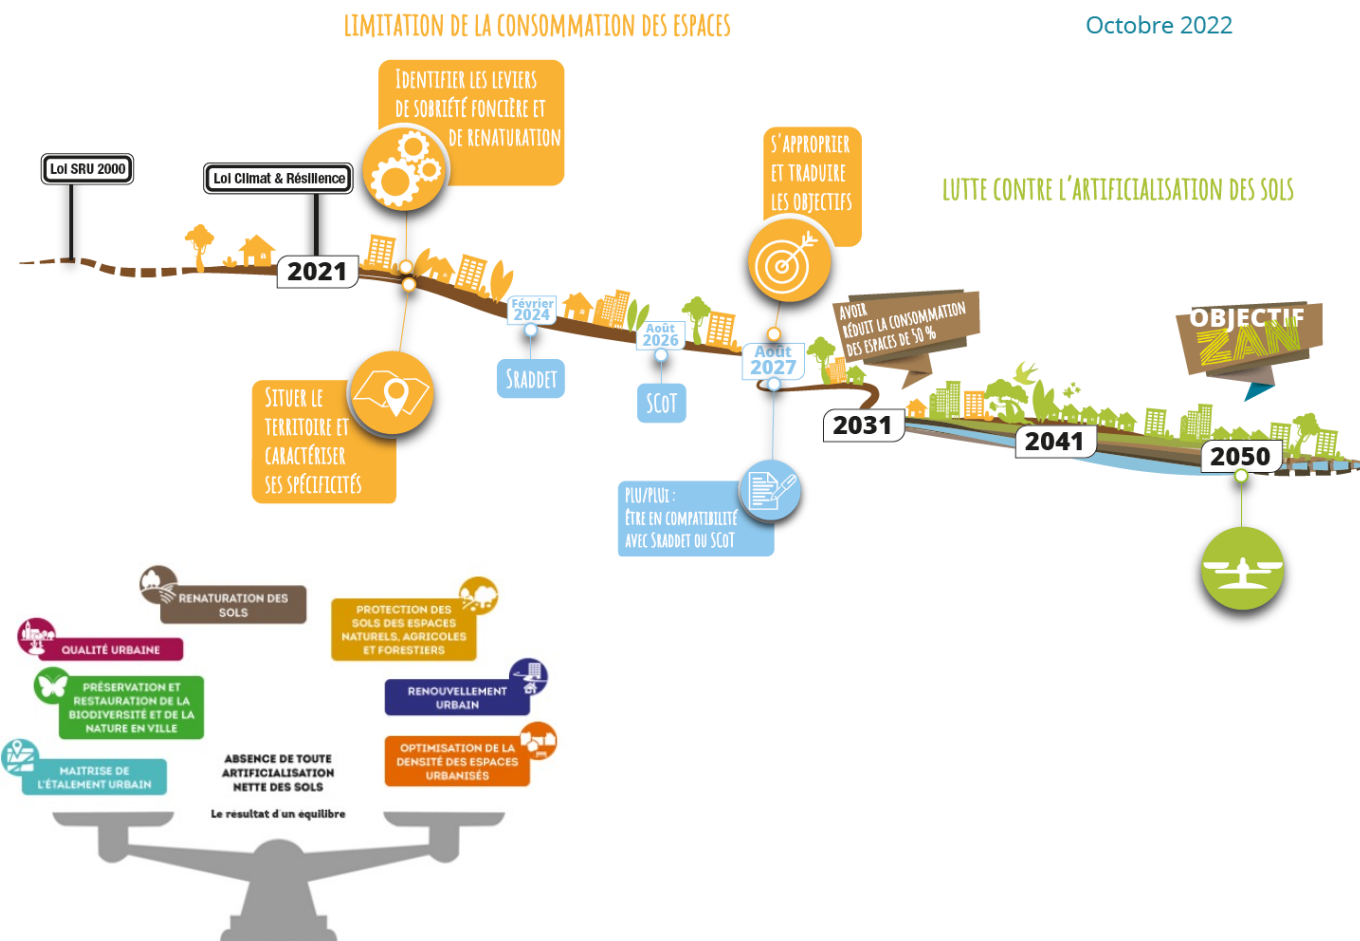 LIMITATION DE LA CONSOMMATION DES ESPACES
Octobre 2022
IDENTIFIER LES LEVIERS
DE SOBRIÉTÉ FONCIÈRE ET
DE RENATURATION
S'APPROPRIER
ET TRADUIRE
LES OBJECTIFS
Loi SRU 2000
Loi Climat & Résilience
LUTTE CONTRE L'ARTIFICIALISATION DES SOLS
2021
Février
2024
SRADDET
Août
2026
SCOT
Août
2027
AVOIR
RÉDUIT LA CONSOMMATION
DES ESPACES DE 50 %
OBJECTIF
ZAN
SITUER LE
TERRITOIRE ET
CARACTÉRISER
SES SPÉCIFICITÉS
2031
2041
2050
PLU/PLUI :
ÊTRE EN COMPATIBILITÉ
AVEC SRADDET OU SCOT
RENATURATION DES
SOLS
PROTECTION DES
SOLS DES ESPACES
NATURELS, AGRICOLES
ET FORESTIERS
QUALITÉ URBAINE
PRÉSERVATION ET
RESTAURATION DE LA
BIODIVERSITÉ ET DE LA
NATURE EN VILLE
RENOUVELLEMENT
URBAIN
MAITRISE DE
L'ÉTALEMENT URBAIN
OPTIMISATION DE LA
DENSITÉ DES ESPACES
URBANISÉS
ABSENCE DE TOUTE
ARTIFICIALISATION
NETTE DES SOLS
Le résultat d'un équilibre